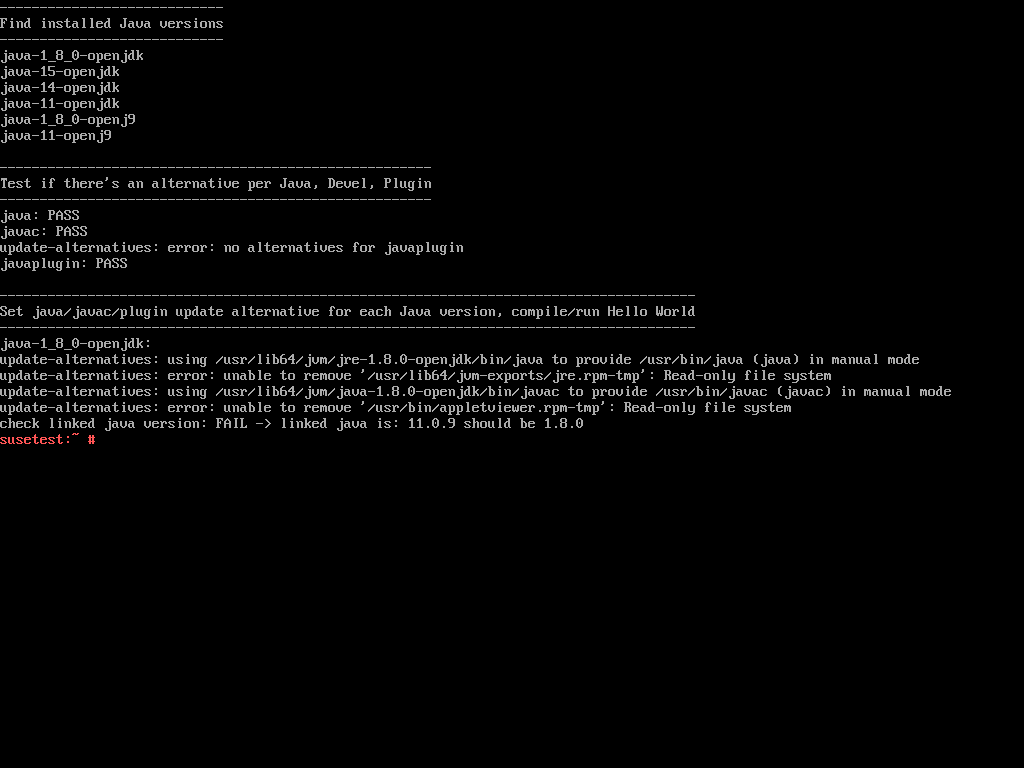 ----------------------------
Find installed Java versions
----------------------------
java-1_8_0-openjdk
java-15-openjdk
java-14-openjdk
java-11-openjdk
java-1_8_0-openj9
java-11-openj9
------------------------------------------------------
Test if there's an alternative per Java, Devel, Plugin
------------------------------------------------------
java: PASS
javac: PASS
update-alternatives: error: no alternatives for javaplugin
javaplugin: PASS
---------------------------------------------------------------------------------------
Set java/javac/plugin update alternative for each Java version, compile/run Hello World
---------------------------------------------------------------------------------------
java-1_8_0-openjdk:
update-alternatives: using /usr/lib64/jvm/jre-1.8.0-openjdk/bin/java to provide /usr/bin/java (java) in manual mode
update-alternatives: error: unable to remove '/usr/lib64/jvm-exports/jre.rpm-tmp': Read-only file system
update-alternatives: using /usr/lib64/jvm/java-1.8.0-openjdk/bin/javac to provide /usr/bin/javac (javac) in manual mode
update-alternatives: error: unable to remove '/usr/bin/appletviewer.rpm-tmp': Read-only file system
check linked java version: FAIL -> linked java is: 11.0.9 should be 1.8.0
susetest:~ #